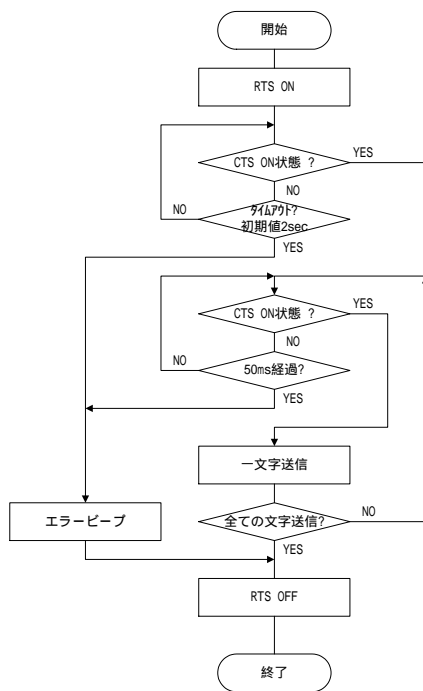 開始
RTS ON
CTS ON状態 ?
YES
NO
ﾀｲﾑｱｳﾄ?
初期値2sec
NO
YES
CTS ON状態 ?
YES
NO
50ms経過?
NO
YES
一文字送信
エラービープ
全ての文字送信?
NO
YES
RTS OFF
終了